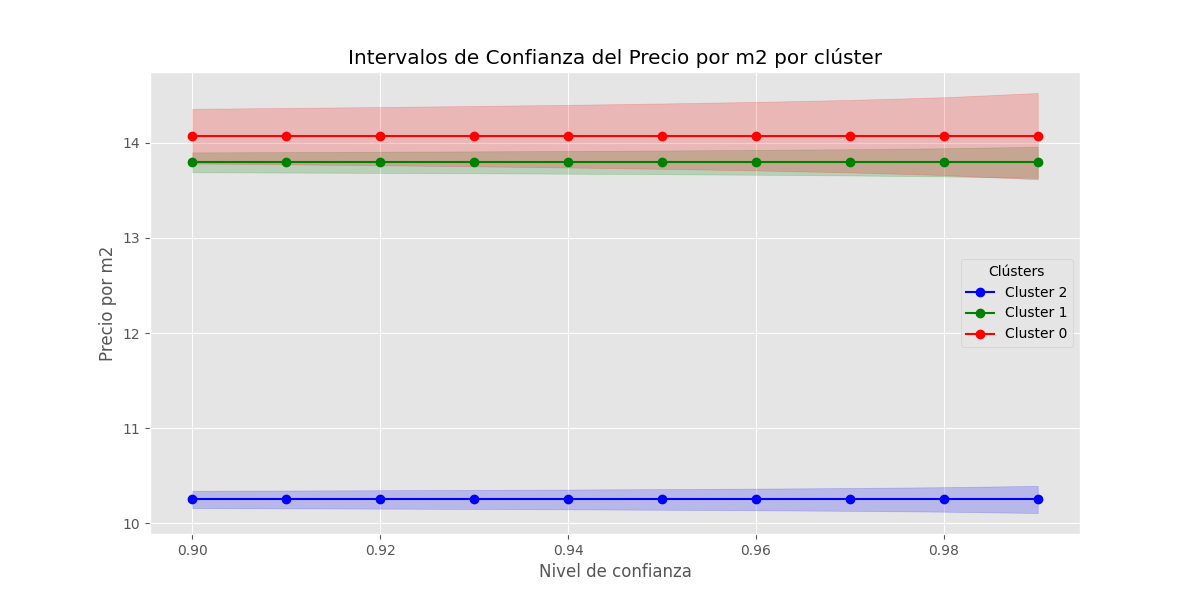 Intervalos de Confianza del Precio por m2 por clúster
Precio por m2
14
13
12
11
10
Clústers
Cluster 2
Cluster 1
Cluster 0
0.90 0.92 0.94 0.96 0.98
Nivel de confianza